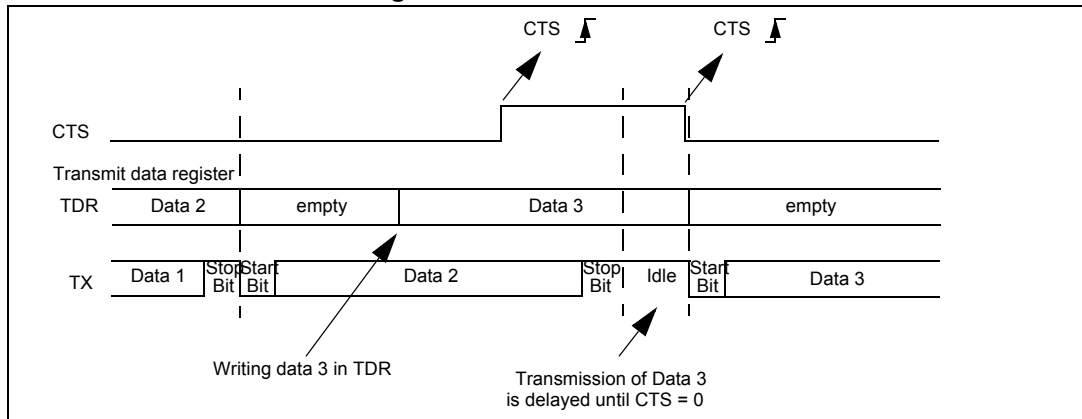 CTS CTS
CTS
Transmit data register
TDR Data 2 empty Data 3 empty
TX Data 1 Stop Bit Start Bit Data 2 Stop Bit Idle Start Bit Data 3
Writing data 3 in TDR
Transmission of Data 3
is delayed until CTS = 0